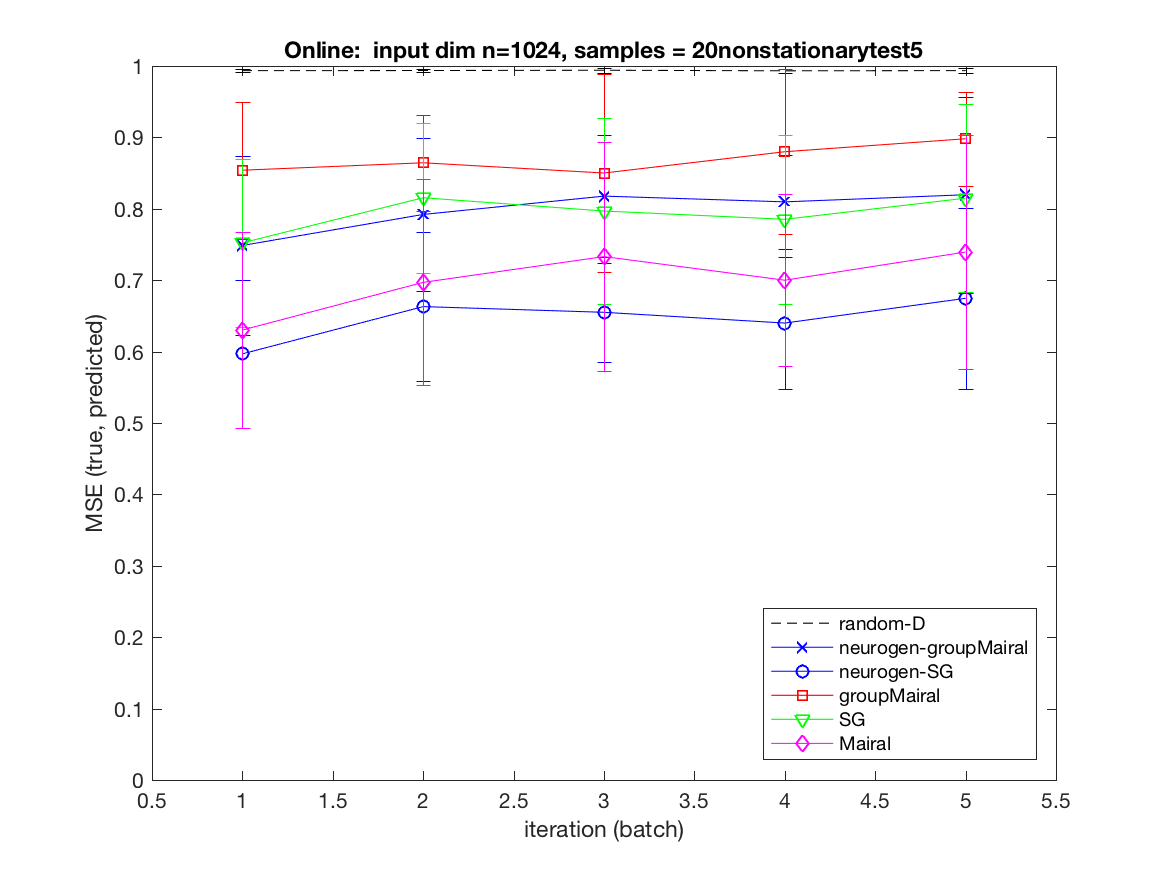 Online:  input dim n=1024, samples = 20nonstationarytest5
1
0.9
0.8
0.7
0.6
0.5
0.4
0.3
0.2
0.1
0
MSE (true, predicted)
0.5
1
1.5
2
2.5
3
3.5
4
4.5
5
5.5
iteration (batch)
random-D
neurogen-groupMairal
neurogen-SG
groupMairal
SG
Mairal